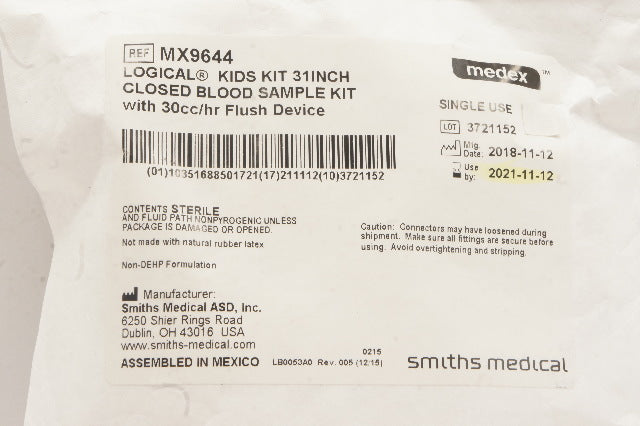 REF MX9644
LOGICAL® KIDS KIT 31INCH
CLOSED BLOOD SAMPLE KIT
with 30cc/hr Flush Device
medex™
SINGLE USE
LOT 3721152
Mfg. Date: 2018-11-12
Use by: 2021-11-12
(01)10351688501721(17)211112(10)3721152
CONTENTS STERILE
AND FLUID PATH NONPYROGENIC UNLESS
PACKAGE IS DAMAGED OR OPENED.
Not made with natural rubber latex
Non-DEHP Formulation
Caution: Connectors may have loosened during
shipment. Make sure all fittings are secure before
using. Avoid overtightening and stripping.
Manufacturer:
Smiths Medical ASD, Inc.
6250 Shier Rings Road
Dublin, OH 43016 USA
www.smiths-medical.com
ASSEMBLED IN MEXICO
0215
LB0053A0 Rev. 005 (12/15)
smiths medical